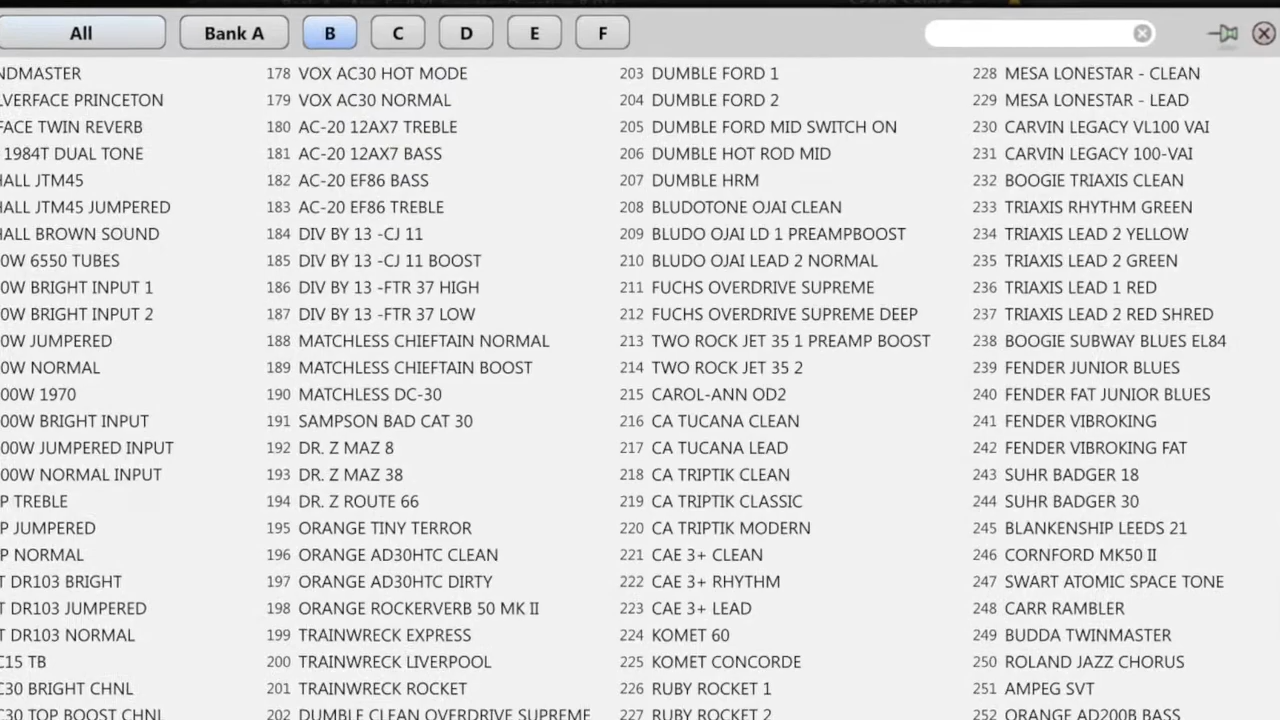 All Bank A B C D E F
NDMASTER
LVERFACE PRINCETON
FACE TWIN REVERB
1984T DUAL TONE
HALL JTM45
HALL JTM45 JUMPERED
HALL BROWN SOUND
0W 6550 TUBES
0W BRIGHT INPUT 1
0W BRIGHT INPUT 2
0W JUMPERED
0W NORMAL
00W 1970
00W BRIGHT INPUT
00W JUMPERED INPUT
00W NORMAL INPUT
P TREBLE
P JUMPERED
P NORMAL
T DR103 BRIGHT
T DR103 JUMPERED
T DR103 NORMAL
C15 TB
C30 BRIGHT CHNL
C30 TOP BOOST CHNL
178 VOX AC30 HOT MODE
179 VOX AC30 NORMAL
180 AC-20 12AX7 TREBLE
181 AC-20 12AX7 BASS
182 AC-20 EF86 BASS
183 AC-20 EF86 TREBLE
184 DIV BY 13 -CJ 11
185 DIV BY 13 -CJ 11 BOOST
186 DIV BY 13 -FTR 37 HIGH
187 DIV BY 13 -FTR 37 LOW
188 MATCHLESS CHIEFTAIN NORMAL
189 MATCHLESS CHIEFTAIN BOOST
190 MATCHLESS DC-30
191 SAMPSON BAD CAT 30
192 DR. Z MAZ 8
193 DR. Z MAZ 38
194 DR. Z ROUTE 66
195 ORANGE TINY TERROR
196 ORANGE AD30HTC CLEAN
197 ORANGE AD30HTC DIRTY
198 ORANGE ROCKERVERB 50 MK II
199 TRAINWRECK EXPRESS
200 TRAINWRECK LIVERPOOL
201 TRAINWRECK ROCKET
202 DUMBLE CLEAN OVERDRIVE SUPREME
203 DUMBLE FORD 1
204 DUMBLE FORD 2
205 DUMBLE FORD MID SWITCH ON
206 DUMBLE HOT ROD MID
207 DUMBLE HRM
208 BLUDOTONE OJAI CLEAN
209 BLUDO OJAI LD 1 PREAMPBOOST
210 BLUDO OJAI LEAD 2 NORMAL
211 FUCHS OVERDRIVE SUPREME
212 FUCHS OVERDRIVE SUPREME DEEP
213 TWO ROCK JET 35 1 PREAMP BOOST
214 TWO ROCK JET 35 2
215 CAROL-ANN OD2
216 CA TUCANA CLEAN
217 CA TUCANA LEAD
218 CA TRIPTIK CLEAN
219 CA TRIPTIK CLASSIC
220 CA TRIPTIK MODERN
221 CAE 3+ CLEAN
222 CAE 3+ RHYTHM
223 CAE 3+ LEAD
224 KOMET 60
225 KOMET CONCORDE
226 RUBY ROCKET 1
227 RUBY ROCKET 2
228 MESA LONESTAR - CLEAN
229 MESA LONESTAR - LEAD
230 CARVIN LEGACY VL100 VAI
231 CARVIN LEGACY 100-VAI
232 BOOGIE TRIAXIS CLEAN
233 TRIAXIS RHYTHM GREEN
234 TRIAXIS LEAD 2 YELLOW
235 TRIAXIS LEAD 2 GREEN
236 TRIAXIS LEAD 1 RED
237 TRIAXIS LEAD 2 RED SHRED
238 BOOGIE SUBWAY BLUES EL84
239 FENDER JUNIOR BLUES
240 FENDER FAT JUNIOR BLUES
241 FENDER VIBROKING
242 FENDER VIBROKING FAT
243 SUHR BADGER 18
244 SUHR BADGER 30
245 BLANKENSHIP LEEDS 21
246 CORNFORD MK50 II
247 SWART ATOMIC SPACE TONE
248 CARR RAMBLER
249 BUDDA TWINMASTER
250 ROLAND JAZZ CHORUS
251 AMPEG SVT
252 ORANGE AD200B BASS